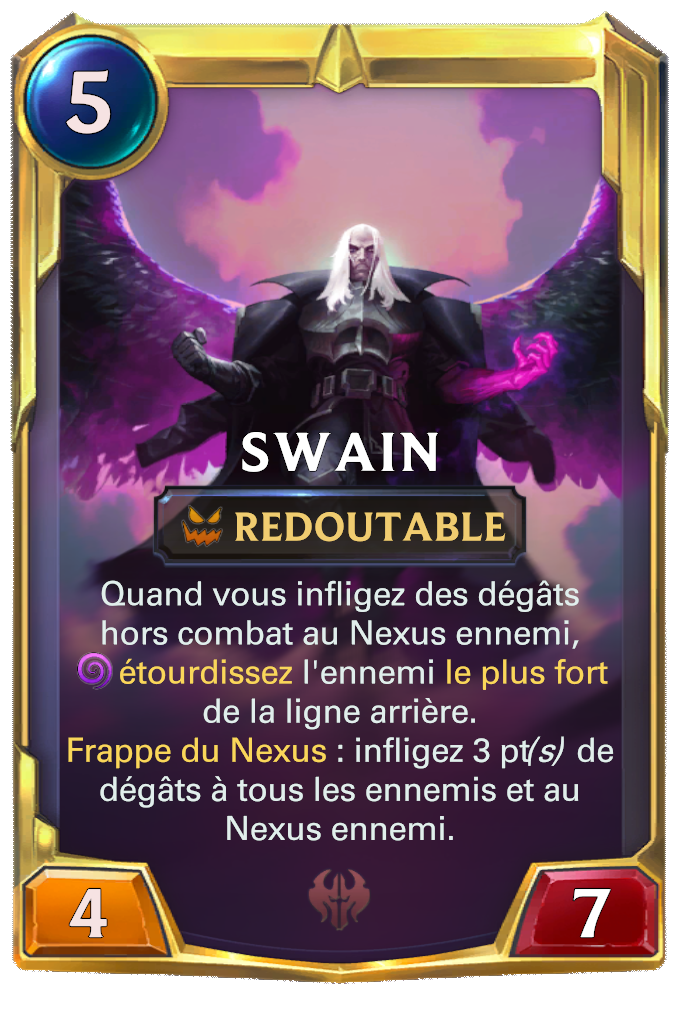 5
SWAIN
REDOUTABLE
Quand vous infligez des dégâts
hors combat au Nexus ennemi,
étourdissez l'ennemi le plus fort
de la ligne arrière.
Frappe du Nexus : infligez 3 pt(s) de
dégâts à tous les ennemis et au
Nexus ennemi.
4
7